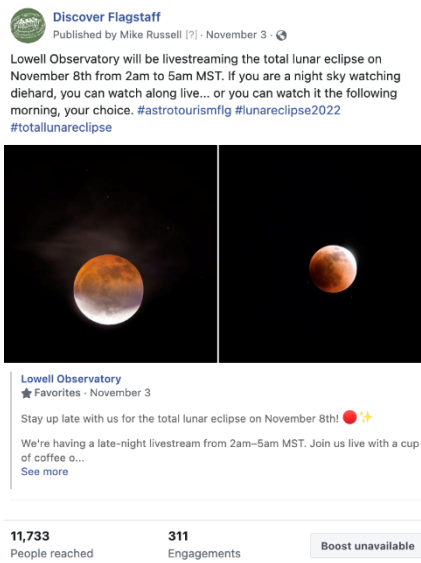 Discover Flagstaff
Published by Mike Russell [?] · November 3 ·
Lowell Observatory will be livestreaming the total lunar eclipse on
November 8th from 2am to 5am MST. If you are a night sky watching
diehard, you can watch along live... or you can watch it the following
morning, your choice. #astrotourismflg #lunareclipse2022
#totallunareclipse
Lowell Observatory
Favorites · November 3
Stay up late with us for the total lunar eclipse on November 8th! 🔴✨
We're having a late-night livestream from 2am–5am MST. Join us live with a cup
of coffee o...
See more
11,733
People reached
311
Engagements
Boost unavailable